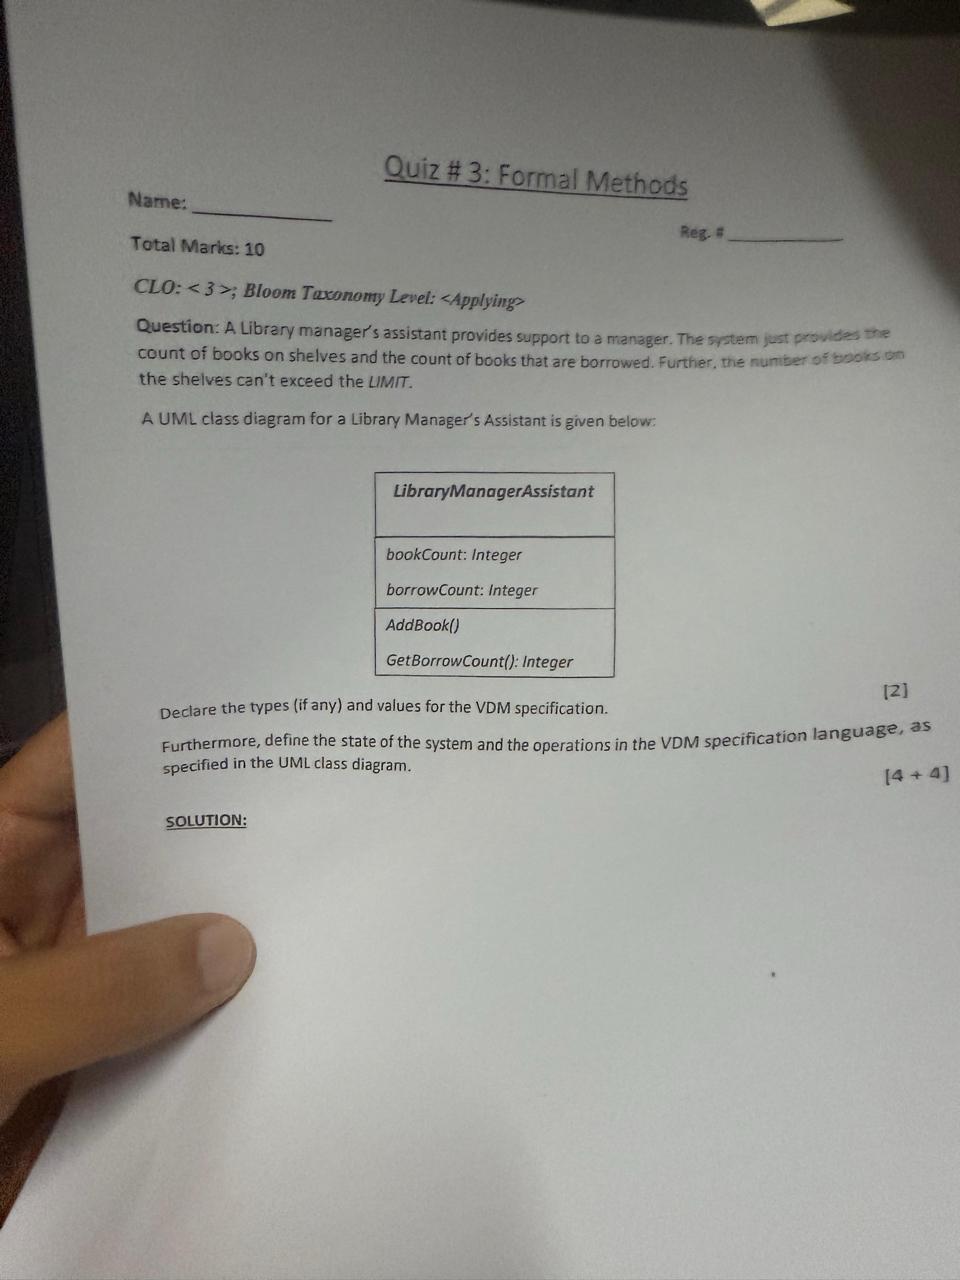 Quiz # 3: Formal Methods
Name: ____________
Reg. # ____________
Total Marks: 10
CLO: < 3 >; Bloom Taxonomy Level: <Applying>
Question: A Library manager's assistant provides support to a manager. The system just provides the
count of books on shelves and the count of books that are borrowed. Further, the number of books on
the shelves can't exceed the LIMIT.
A UML class diagram for a Library Manager's Assistant is given below:
LibraryManagerAssistant
bookCount: Integer
borrowCount: Integer
AddBook()
GetBorrowCount(): Integer
[2]
Declare the types (if any) and values for the VDM specification.
Furthermore, define the state of the system and the operations in the VDM specification language, as
specified in the UML class diagram.
[4 + 4]
SOLUTION: